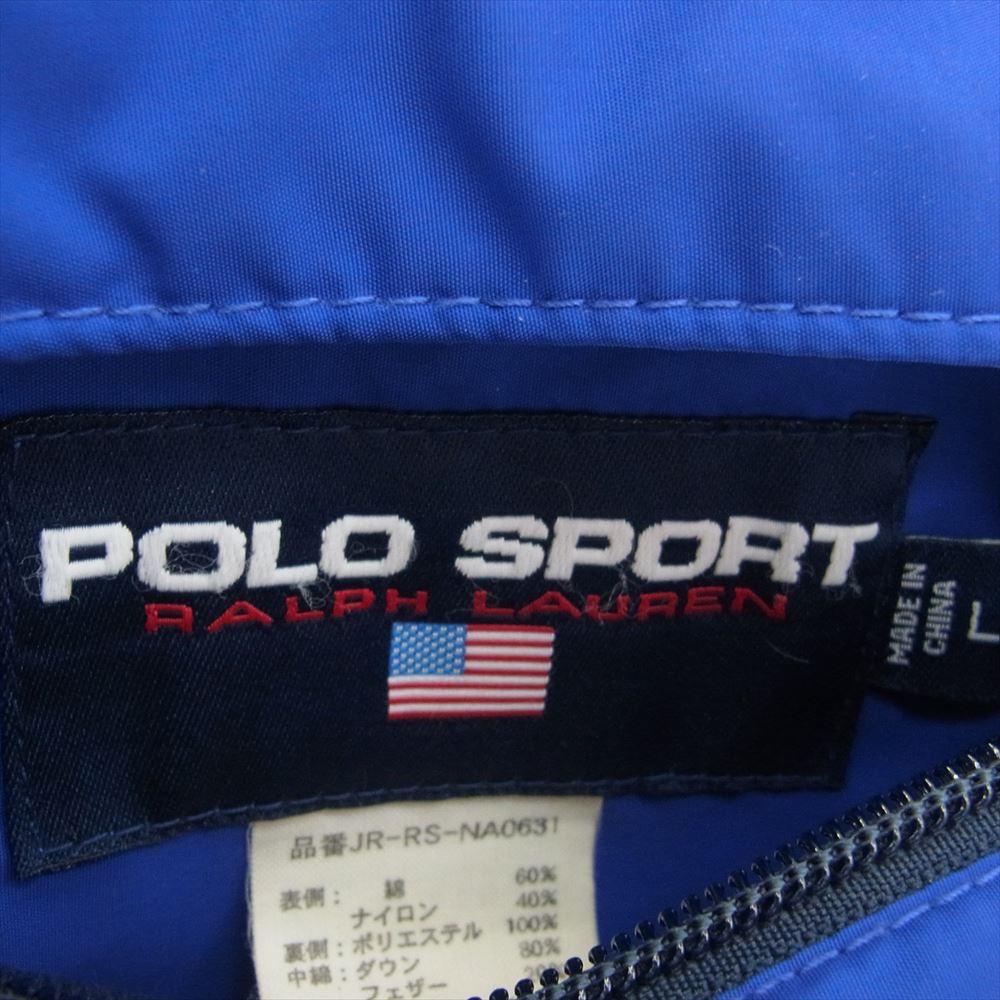 POLO SPORT
RALPH LAUREN
MADE IN
CHINA
L
品番JR-RS-NA0631
表側: 綿 60%
ナイロン 40%
裏側:ポリエステル 100%
中綿:ダウン 80%
フェザー